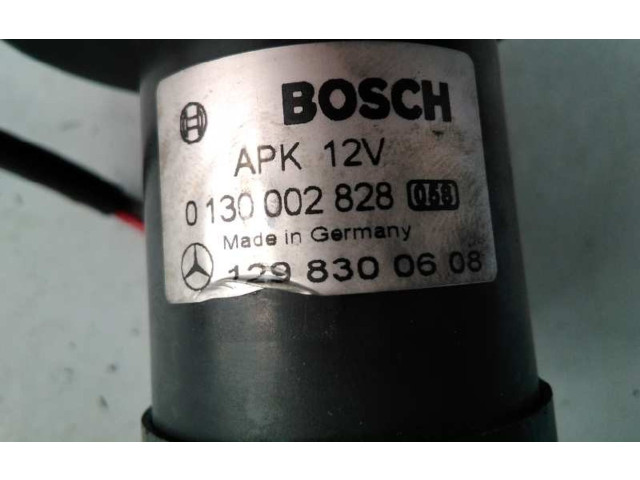 BOSCH
APK 12V
0 130 002 828 058
Made in Germany
129 830 06 08